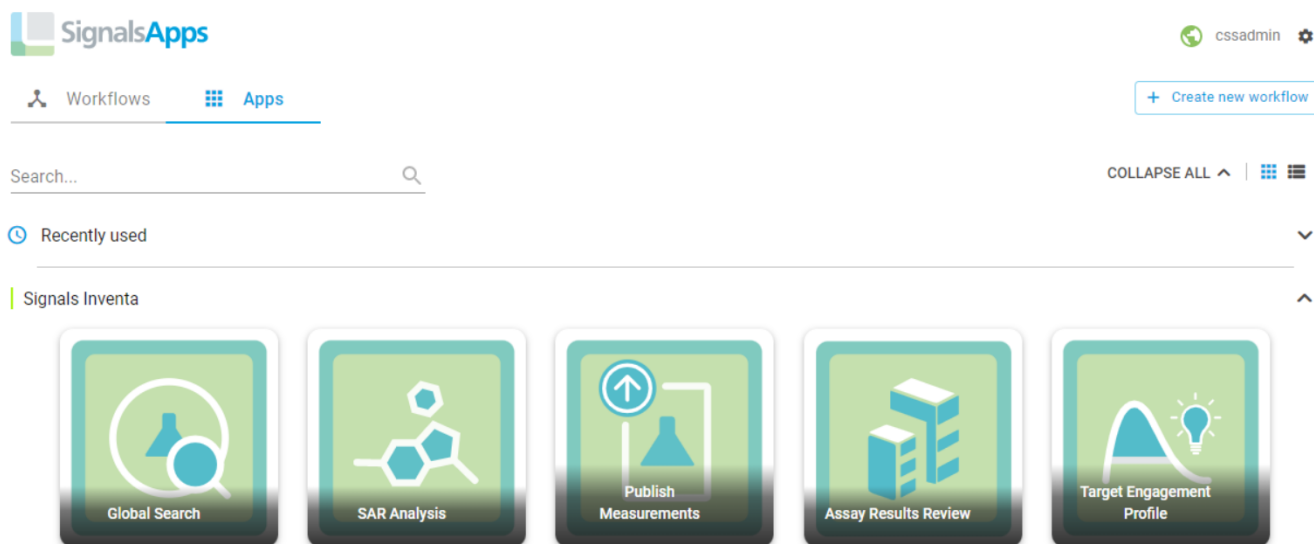 SignalsApps
cssadmin
Workflows
Apps
+ Create new workflow
Search...
COLLAPSE ALL
Recently used
Signals Inventa
Global Search
SAR Analysis
Publish
Measurements
Assay Results Review
Target Engagement
Profile